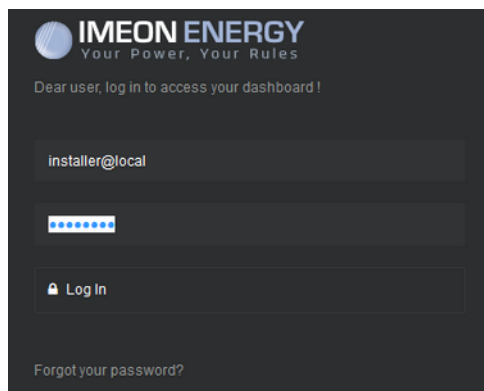 IMEON ENERGY
Your Power, Your Rules
Dear user, log in to access your dashboard !
installer@local
••••••••
Log In
Forgot your password?